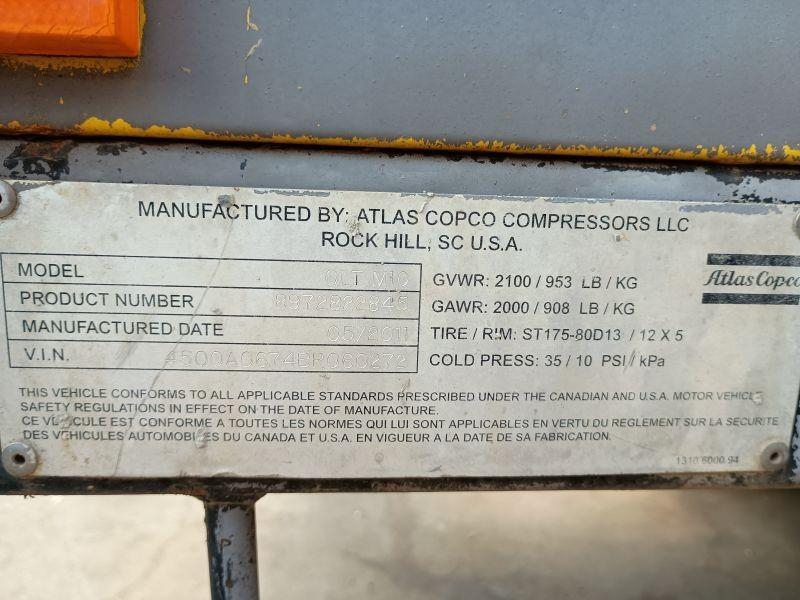 MANUFACTURED BY: ATLAS COPCO COMPRESSORS LLC
ROCK HILL, SC U.S.A.
MODEL QLT M10
PRODUCT NUMBER 8972822845
MANUFACTURED DATE 05/2011
V.I.N.
GVWR: 2100 / 953 LB / KG
GAWR: 2000 / 908 LB / KG
TIRE / RIM: ST175-80D13 / 12 X 5
COLD PRESS: 35 / 10 PSI / kPa
Atlas Copco
THIS VEHICLE CONFORMS TO ALL APPLICABLE STANDARDS PRESCRIBED UNDER THE CANADIAN AND U.S.A. MOTOR VEHICLE
SAFETY REGULATIONS IN EFFECT ON THE DATE OF MANUFACTURE.
CE VEHICULE EST CONFORME A TOUTES LES NORMES QUI LUI SONT APPLICABLES EN VERTU DU REGLEMENT SUR LA SECURITE
DES VEHICULES AUTOMOBILES DU CANADA ET U.S.A. EN VIGUEUR A LA DATE DE SA FABRICATION.
1310 6000 94